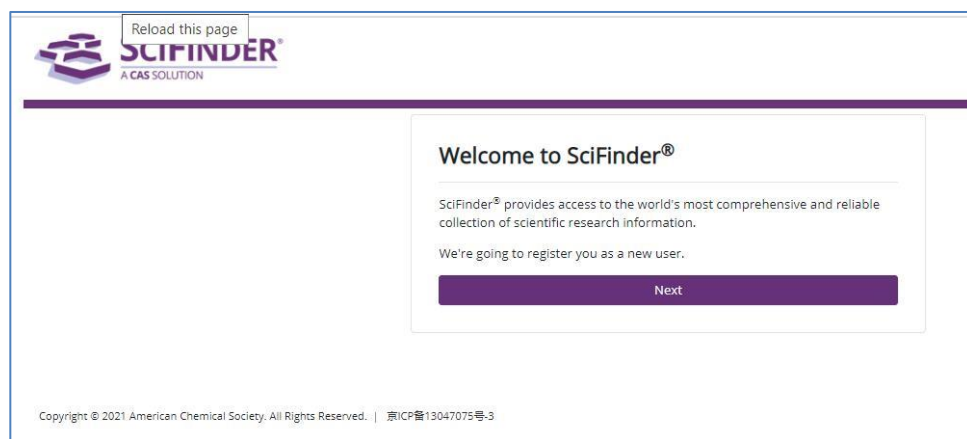 Reload this page
SCIFINDER®
A CAS SOLUTION
Welcome to SciFinder®
SciFinder® provides access to the world's most comprehensive and reliable
collection of scientific research information.
We're going to register you as a new user.
Next
Copyright © 2021 American Chemical Society. All Rights Reserved. | 京ICP备13047075号-3